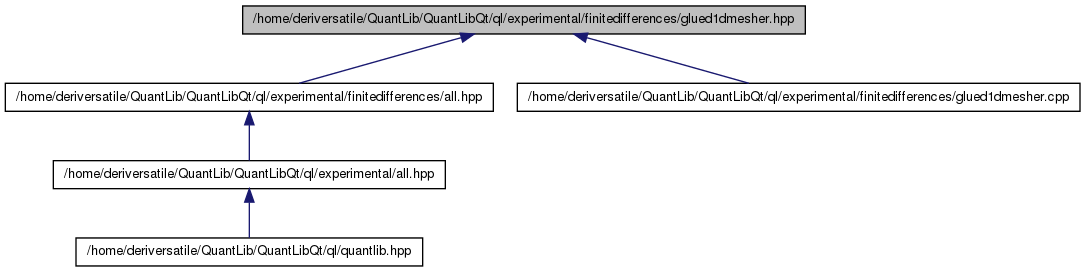 /home/deriversatile/QuantLib/QuantLibQt/ql/experimental/finitedifferences/glued1dmesher.hpp
/home/deriversatile/QuantLib/QuantLibQt/ql/experimental/finitedifferences/all.hpp
/home/deriversatile/QuantLib/QuantLibQt/ql/experimental/finitedifferences/glued1dmesher.cpp
/home/deriversatile/QuantLib/QuantLibQt/ql/experimental/all.hpp
/home/deriversatile/QuantLib/QuantLibQt/ql/quantlib.hpp